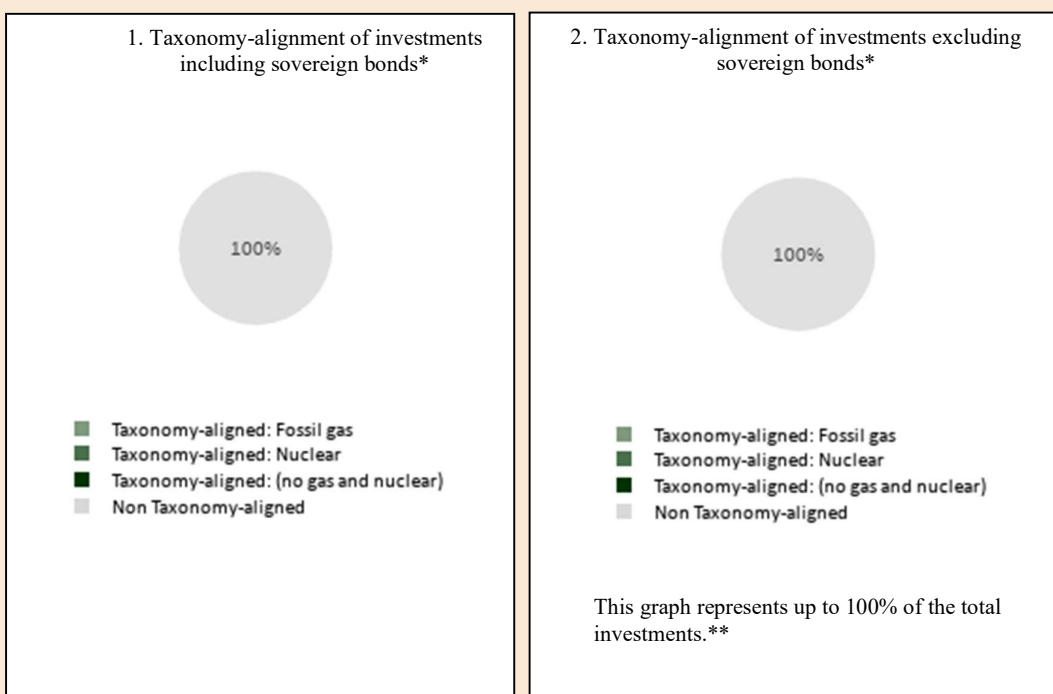 1. Taxonomy-alignment of investments
including sovereign bonds*
100%
Taxonomy-aligned: Fossil gas
Taxonomy-aligned: Nuclear
Taxonomy-aligned: (no gas and nuclear)
Non Taxonomy-aligned
2. Taxonomy-alignment of investments excluding
sovereign bonds*
100%
Taxonomy-aligned: Fossil gas
Taxonomy-aligned: Nuclear
Taxonomy-aligned: (no gas and nuclear)
Non Taxonomy-aligned
This graph represents up to 100% of the total
investments.**